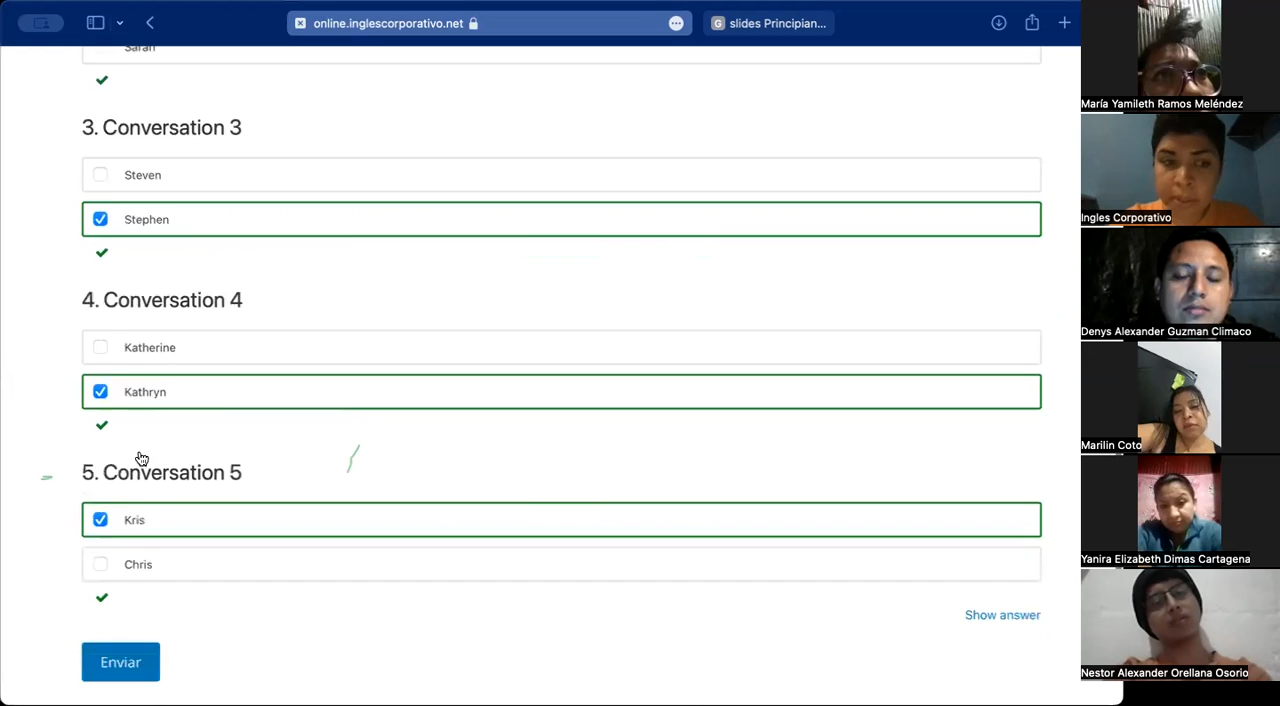 online.inglescorporativo.net
slides Principian...
Sarah
3. Conversation 3
Steven
Stephen
4. Conversation 4
Katherine
Kathryn
5. Conversation 5
Kris
Chris
Show answer
Enviar
María Yamileth Ramos Meléndez
Ingles Corporativo
Denys Alexander Guzman Climaco
Marilin Coto
Yanira Elizabeth Dimas Cartagena
Nestor Alexander Orellana Osorio